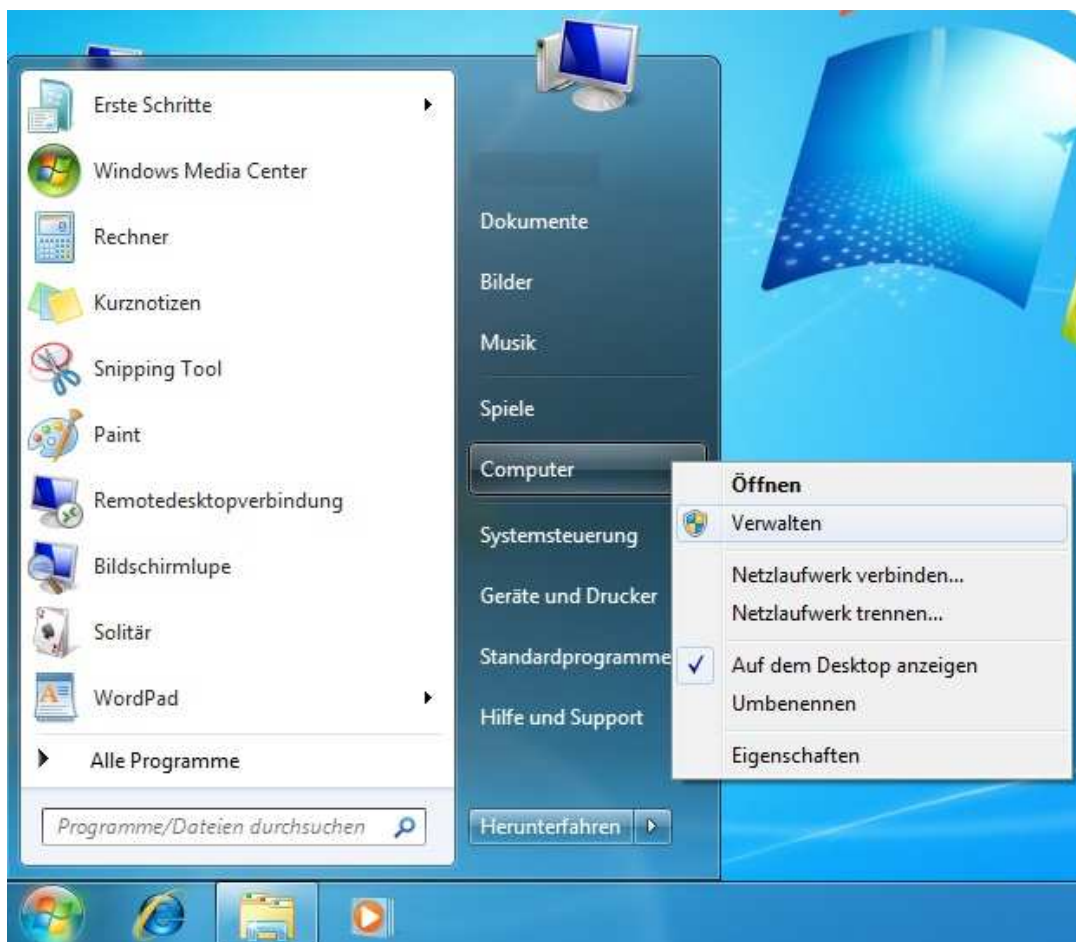 Erste Schritte
Windows Media Center
Rechner
Kurznotizen
Snipping Tool
Paint
Remotedesktopverbindung
Bildschirmlupe
Solitär
WordPad
Alle Programme
Programme/Dateien durchsuchen
Dokumente
Bilder
Musik
Spiele
Computer
Systemsteuerung
Geräte und Drucker
Standardprogramme
Hilfe und Support
Herunterfahren
Öffnen
Verwalten
Netzlaufwerk verbinden...
Netzlaufwerk trennen...
Auf dem Desktop anzeigen
Umbenennen
Eigenschaften